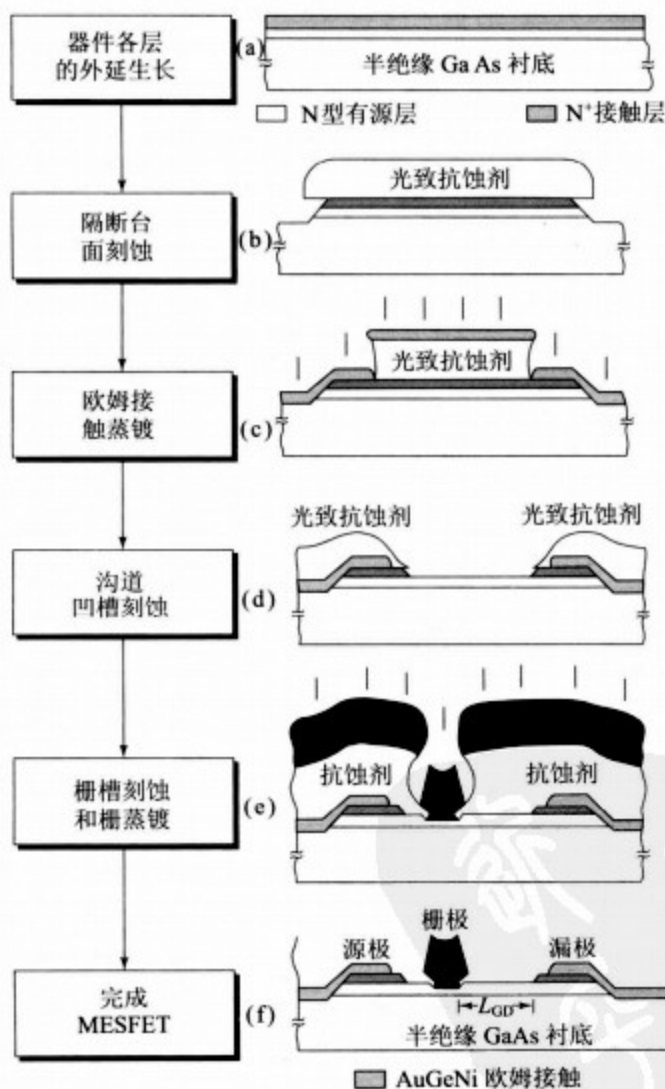 器件各层
的外延生长
(a)
半绝缘 GaAs 衬底
N型有源层
N⁺接触层
隔断台
面刻蚀
(b)
光致抗蚀剂
欧姆接
触蒸镀
(c)
光致抗蚀剂
沟道
凹槽刻蚀
(d)
光致抗蚀剂
光致抗蚀剂
栅槽刻蚀
和栅蒸镀
(e)
抗蚀剂
抗蚀剂
完成
MESFET
(f)
源极
栅极
漏极
L_GD
半绝缘 GaAs 衬底
AuGeNi 欧姆接触